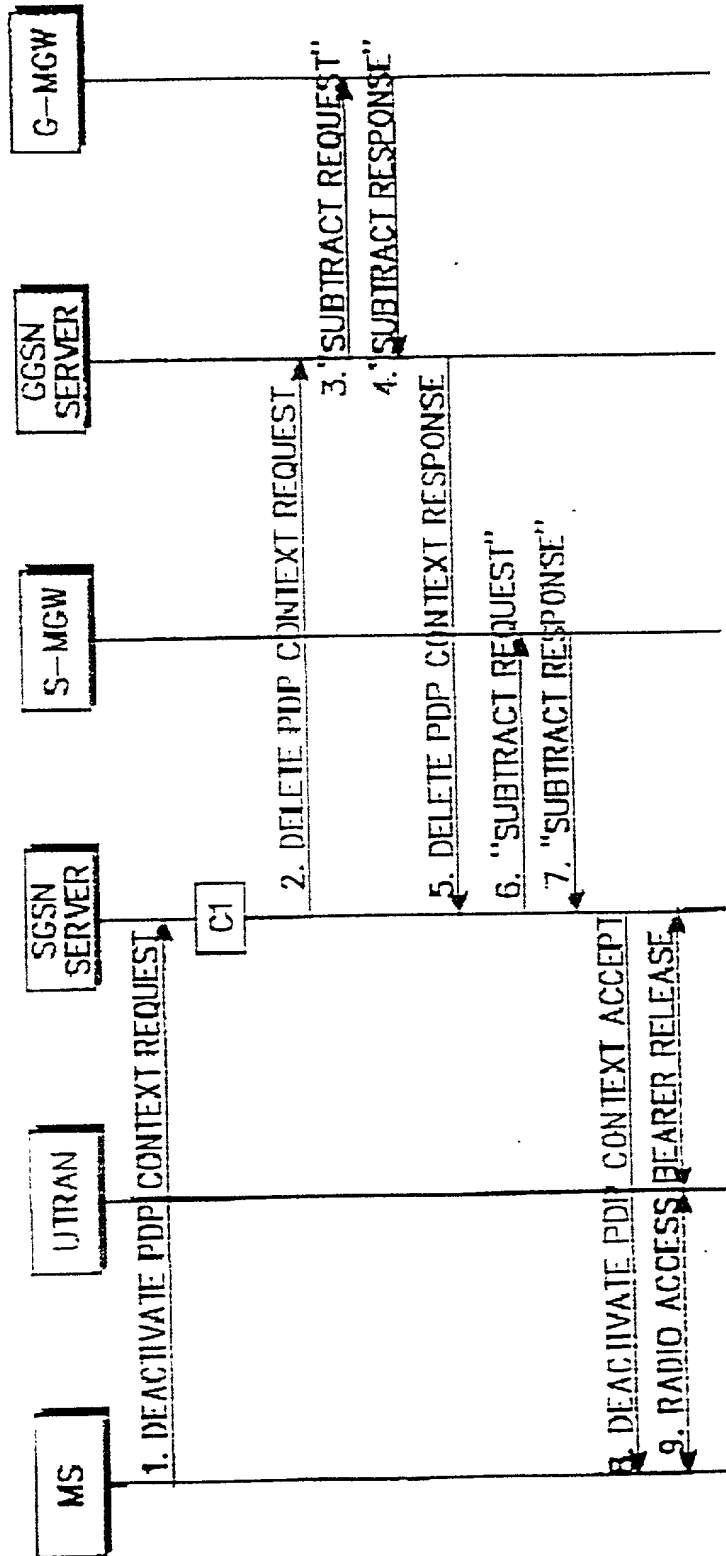 MS
UTRAN
SGSN
SERVER
S-MGW
GGSN
SERVER
G-MGW
1. DEACTIVATE PDP CONTEXT REQUEST
C1
2. DELETE PDP CONTEXT REQUEST
3. "SUBTRACT REQUEST"
4. "SUBTRACT RESPONSE"
5. DELETE PDP CONTEXT RESPONSE
6. "SUBTRACT REQUEST"
7. "SUBTRACT RESPONSE"
8. DEACTIVATE PDP CONTEXT ACCEPT
9. RADIO ACCESS BEARER RELEASE